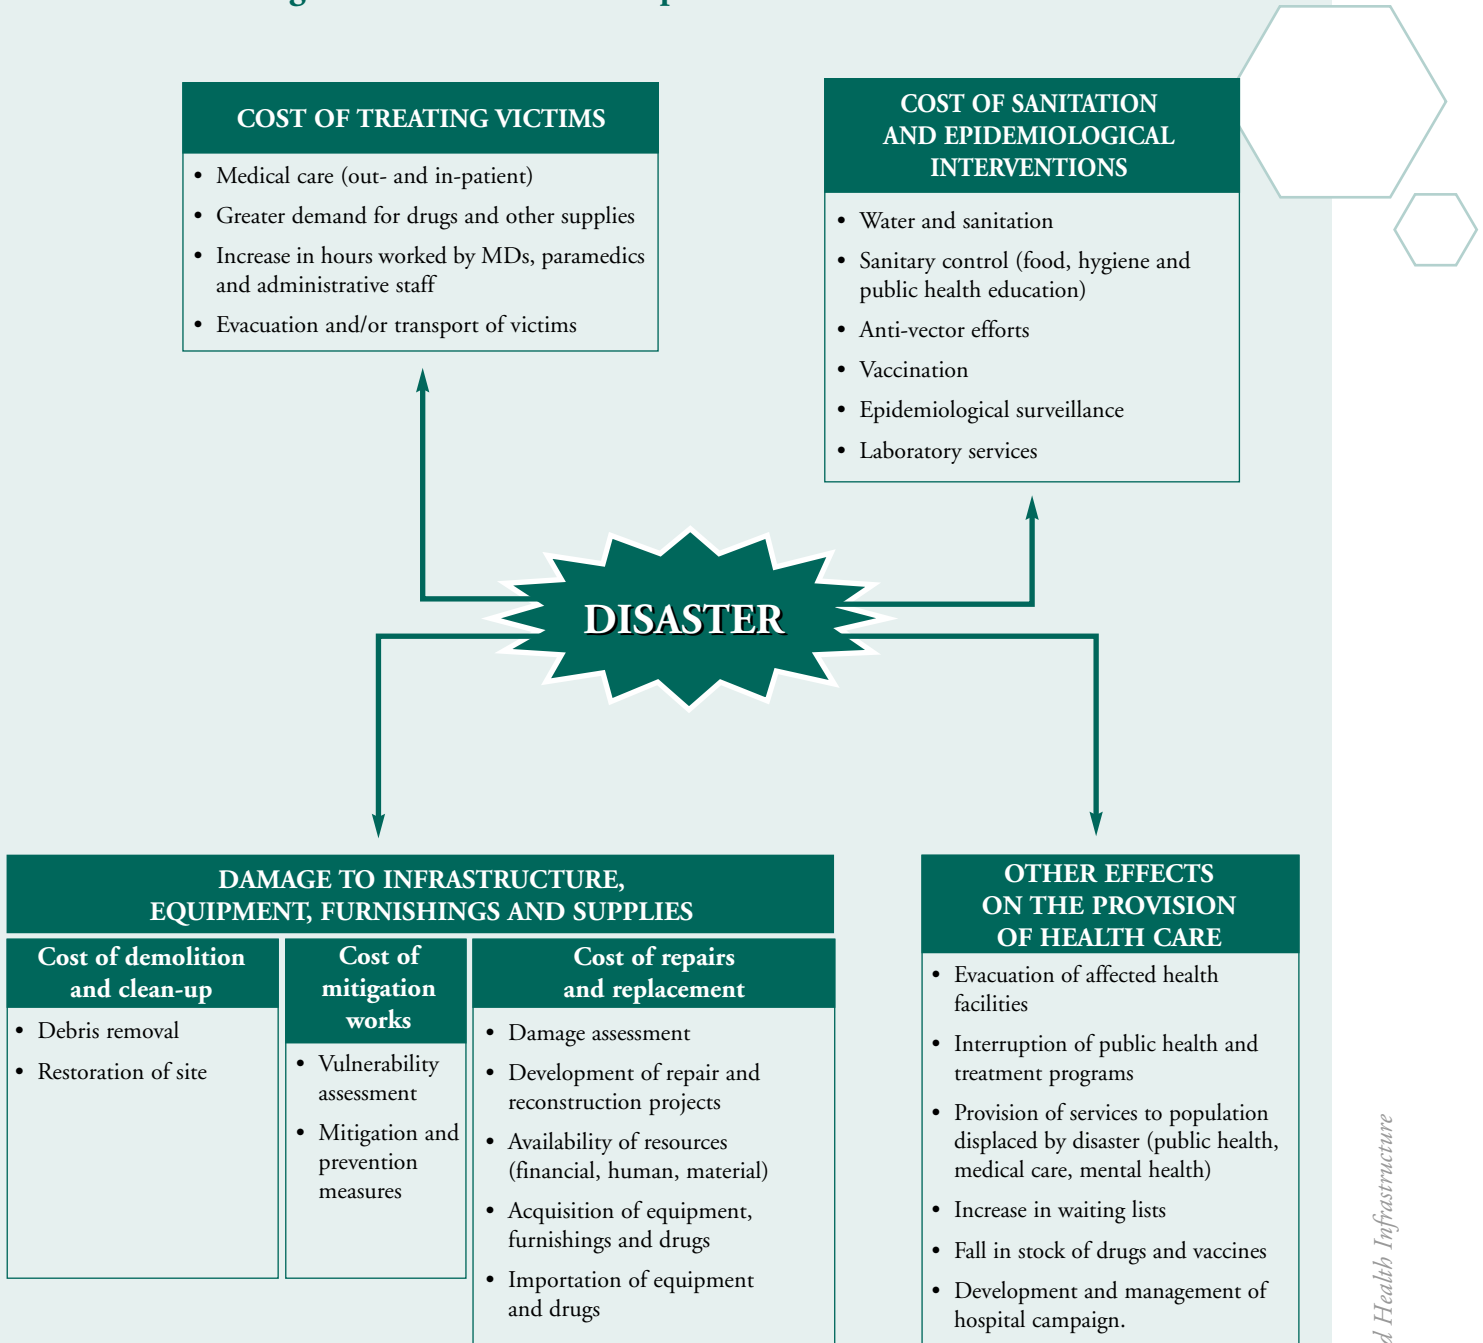 COST OF TREATING VICTIMS
• Medical care (out- and in-patient)
• Greater demand for drugs and other supplies
• Increase in hours worked by MDs, paramedics
and administrative staff
• Evacuation and/or transport of victims
COST OF SANITATION
AND EPIDEMIOLOGICAL
INTERVENTIONS
• Water and sanitation
• Sanitary control (food, hygiene and
public health education)
• Anti-vector efforts
• Vaccination
• Epidemiological surveillance
• Laboratory services
DISASTER
DAMAGE TO INFRASTRUCTURE,
EQUIPMENT, FURNISHINGS AND SUPPLIES
Cost of demolition
and clean-up
• Debris removal
• Restoration of site
Cost of
mitigation
works
• Vulnerability
assessment
• Mitigation and
prevention
measures
Cost of repairs
and replacement
• Damage assessment
• Development of repair and
reconstruction projects
• Availability of resources
(financial, human, material)
• Acquisition of equipment,
furnishings and drugs
• Importation of equipment
and drugs
OTHER EFFECTS
ON THE PROVISION
OF HEALTH CARE
• Evacuation of affected health
facilities
• Interruption of public health and
treatment programs
• Provision of services to population
displaced by disaster (public health,
medical care, mental health)
• Increase in waiting lists
• Fall in stock of drugs and vaccines
• Development and management of
hospital campaign.
Health Infrastructure